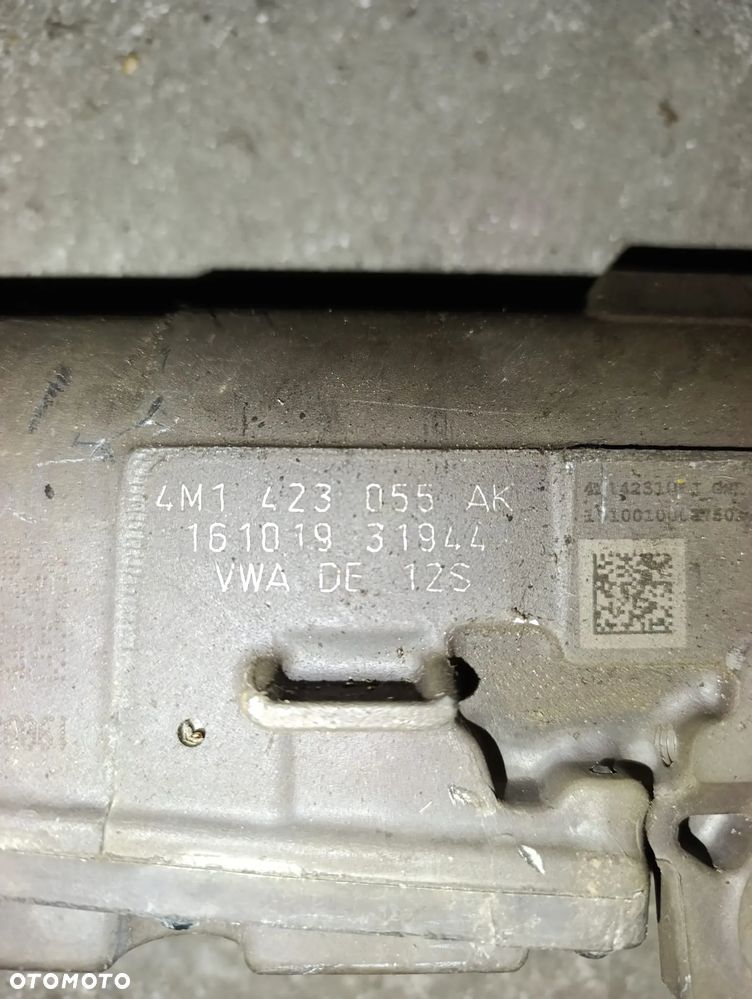 4M1 423 055 AK
161019 31944
VWA DE 12S
OTOMOTO